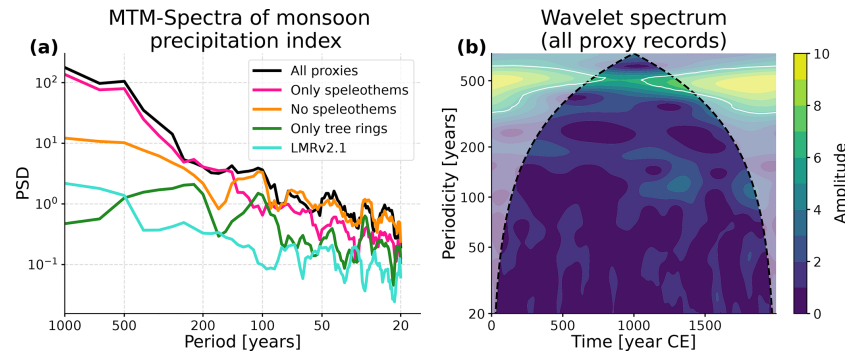 MTM-Spectra of monsoon
precipitation index
(a)
All proxies
Only speleothems
No speleothems
Only tree rings
LMRv2.1
PSD
10²
10¹
10⁰
10⁻¹
1000 500 200 100 50 20
Period [years]
Wavelet spectrum
(all proxy records)
(b)
Periodicity [years]
500
200
100
50
20
0 500 1000 1500
Time [year CE]
10
8
6
4
2
0
Amplitude